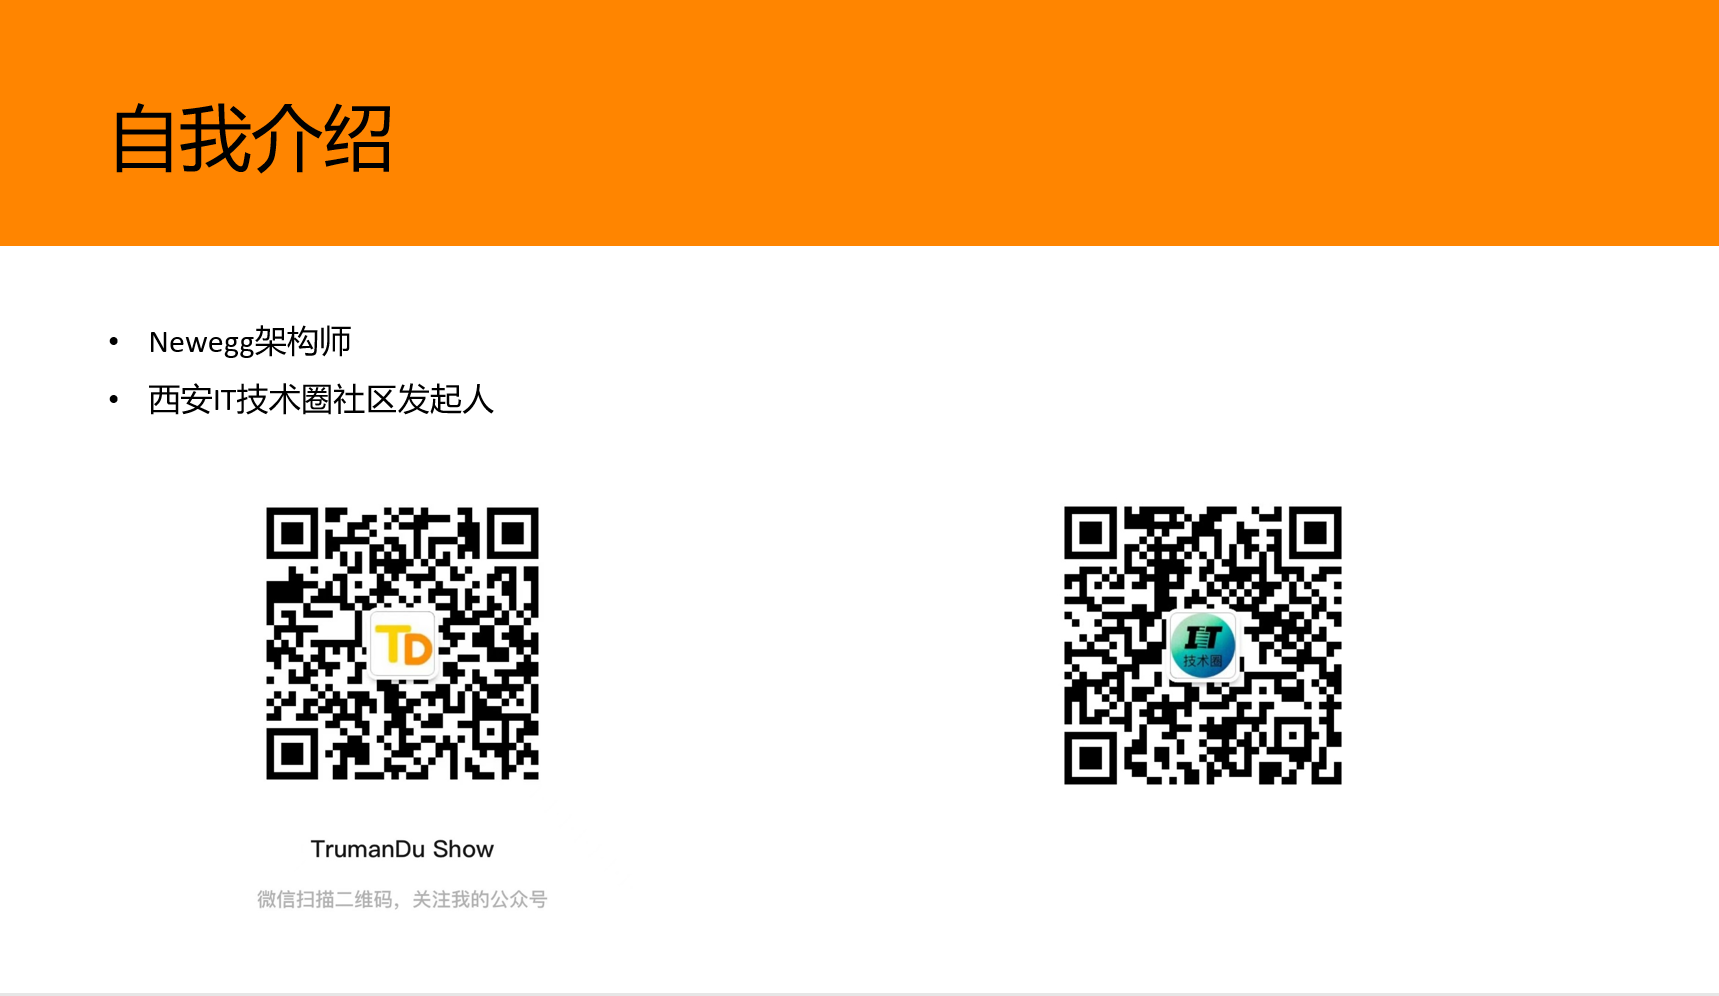 自我介绍
• Newegg架构师
• 西安IT技术圈社区发起人
TD
IT
技术圈
TrumanDu Show
微信扫描二维码，关注我的公众号